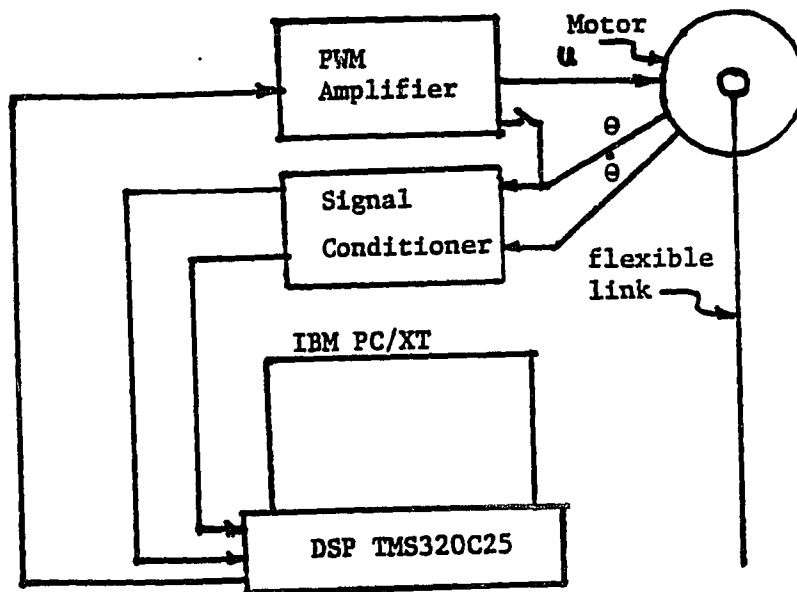 Motor
PWM
Amplifier
u
θ
θ̇
Signal
Conditioner
flexible
link
IBM PC/XT
DSP TMS320C25